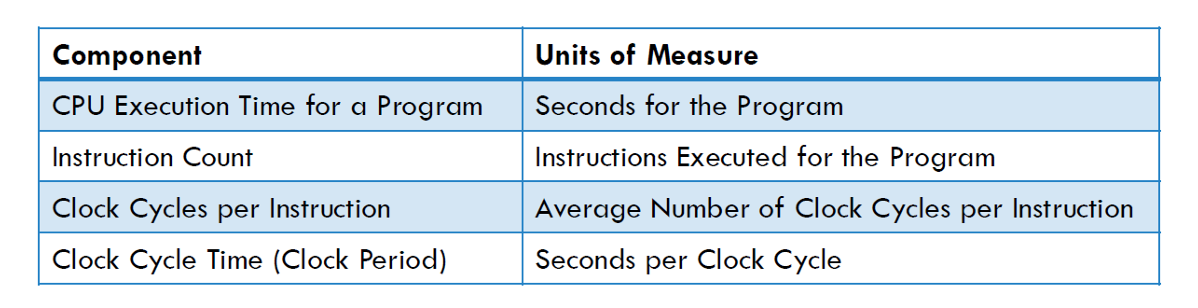 Component Units of Measure
CPU Execution Time for a Program Seconds for the Program
Instruction Count Instructions Executed for the Program
Clock Cycles per Instruction Average Number of Clock Cycles per Instruction
Clock Cycle Time (Clock Period) Seconds per Clock Cycle